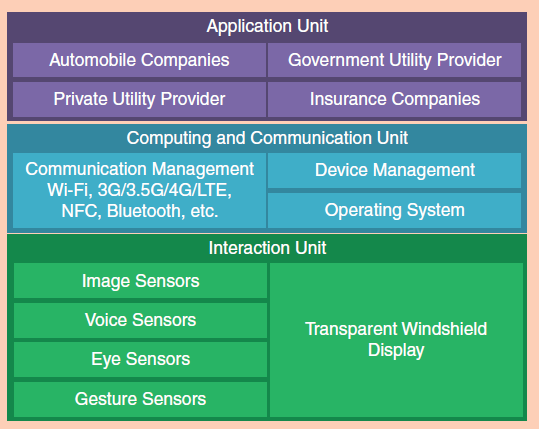 Application Unit
Automobile Companies
Government Utility Provider
Private Utility Provider
Insurance Companies
Computing and Communication Unit
Communication Management
Wi-Fi, 3G/3.5G/4G/LTE,
NFC, Bluetooth, etc.
Device Management
Operating System
Interaction Unit
Image Sensors
Voice Sensors
Eye Sensors
Gesture Sensors
Transparent Windshield
Display